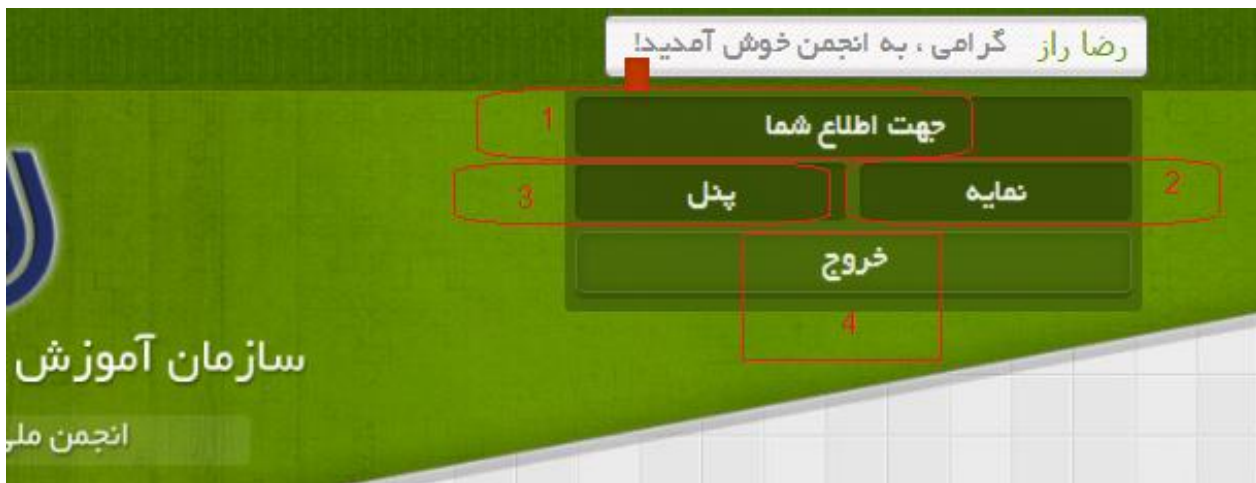 رضا راز گرامی ، به انجمن خوش آمدید!
جهت اطلاع شما
1
نمایه
2
پنل
3
خروج
4
سازمان آموزش
انجمن